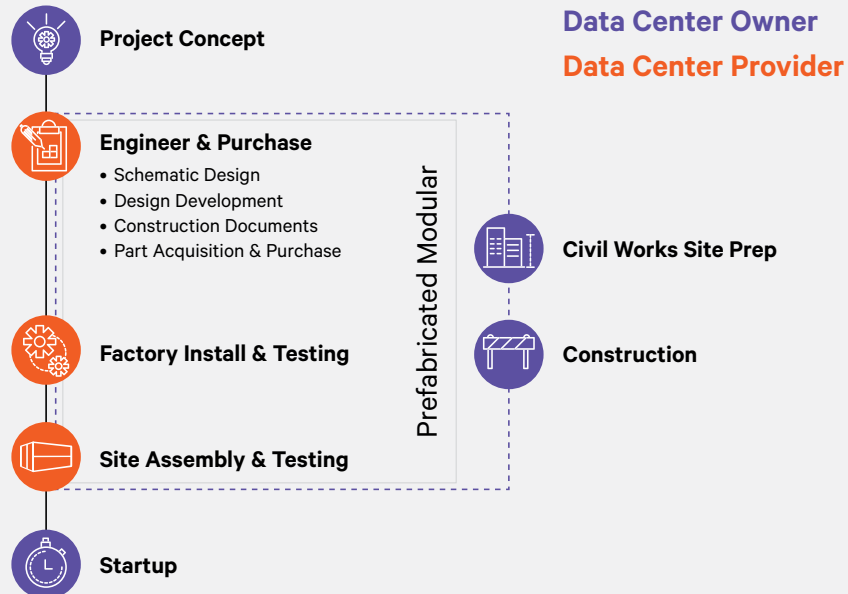 Data Center Owner
Data Center Provider
Project Concept
Engineer & Purchase
• Schematic Design
• Design Development
• Construction Documents
• Part Acquisition & Purchase
Prefabricated Modular
Civil Works Site Prep
Factory Install & Testing
Construction
Site Assembly & Testing
Startup